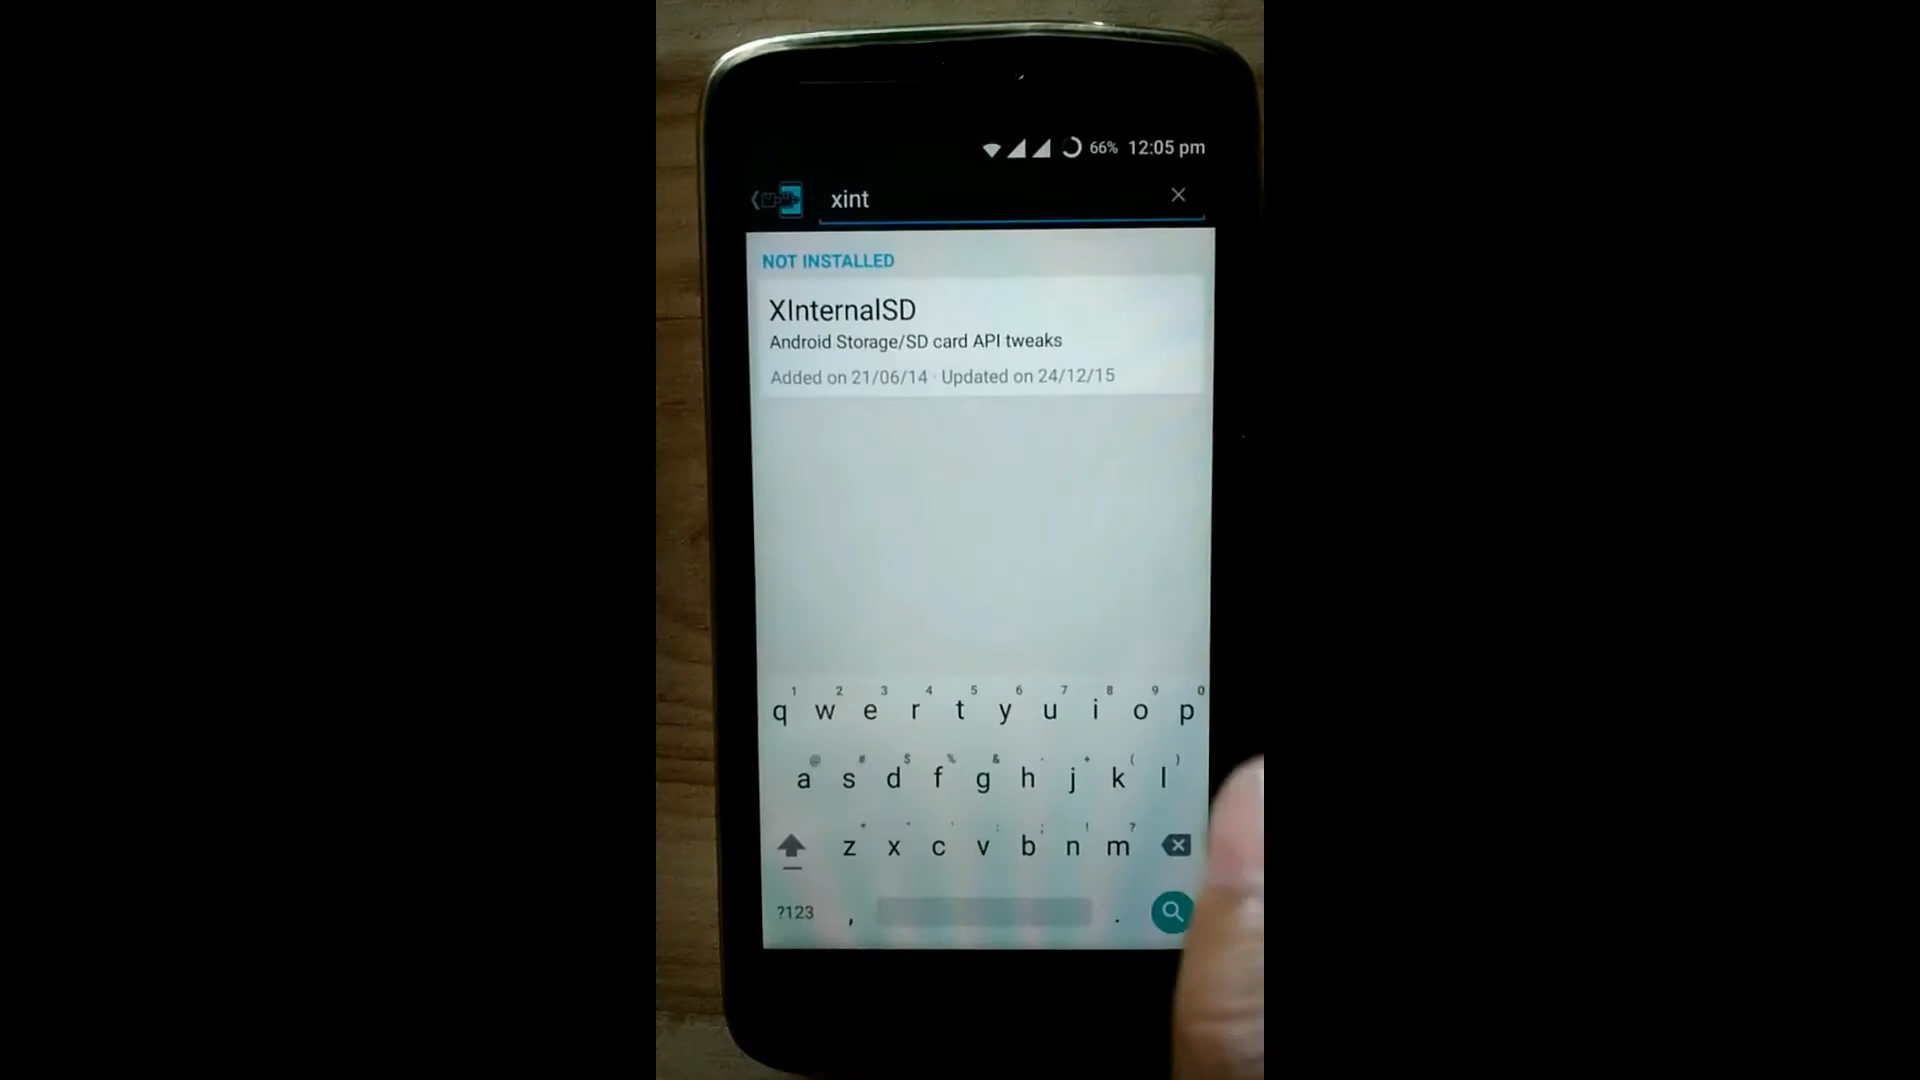 66% 12:05 pm
xint
NOT INSTALLED
XInternalSD
Android Storage/SD card API tweaks
Added on 21/06/14 · Updated on 24/12/15
1 2 3 4 5 6 7 8 9 0
q w e r t y u i o p
@ # $ % & - + ( )
a s d f g h j k l
* " ' : ; ! ?
z x c v b n m
?123 , .